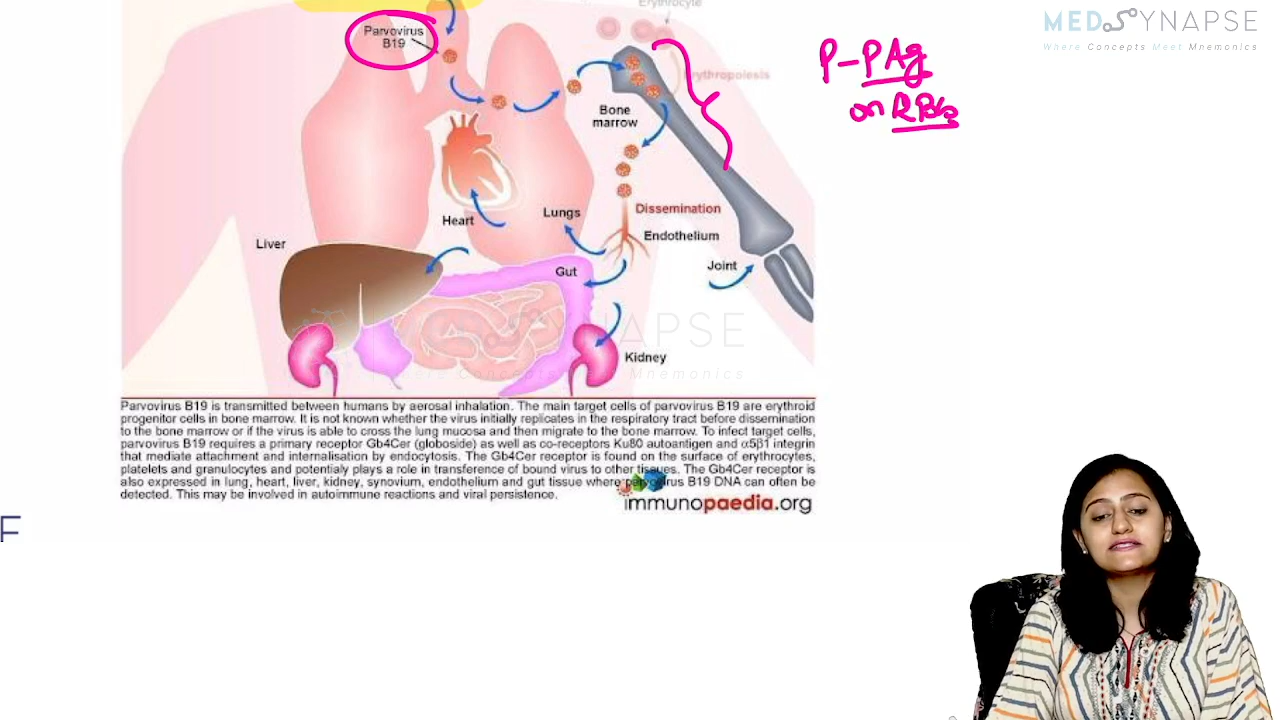 Erythrocyte
MEDSYNAPSE
Where Concepts Meet Mnemonics
Parvovirus
B19
P-PAg
on RBCs
Erythropoiesis
Bone
marrow
Dissemination
Lungs
Heart
Endothelium
Liver
Joint
Gut
SYNAPSE
Where Concepts Meet Mnemonics
Kidney
Parvovirus B19 is transmitted between humans by aerosol inhalation. The main target cells of parvovirus B19 are erythroid
progenitor cells in bone marrow. It is not known whether the virus initially replicates in the respiratory tract before dissemination
to the bone marrow or if the virus is able to cross the lung mucosa and then migrate to the bone marrow. To infect target cells,
parvovirus B19 requires a primary receptor Gb4Cer (globoside) as well as co-receptors Ku80 autoantigen and α5β1 integrin
that mediate attachment and internalisation by endocytosis. The Gb4Cer receptor is found on the surface of erythrocytes,
platelets and granulocytes and potentialy plays a role in transference of bound virus to other tissues. The Gb4Cer receptor is
also expressed in lung, heart, liver, kidney, synovium, endothelium and gut tissue where parvovirus B19 DNA can often be
detected. This may be involved in autoimmune reactions and viral persistence.
immunopaedia.org
F